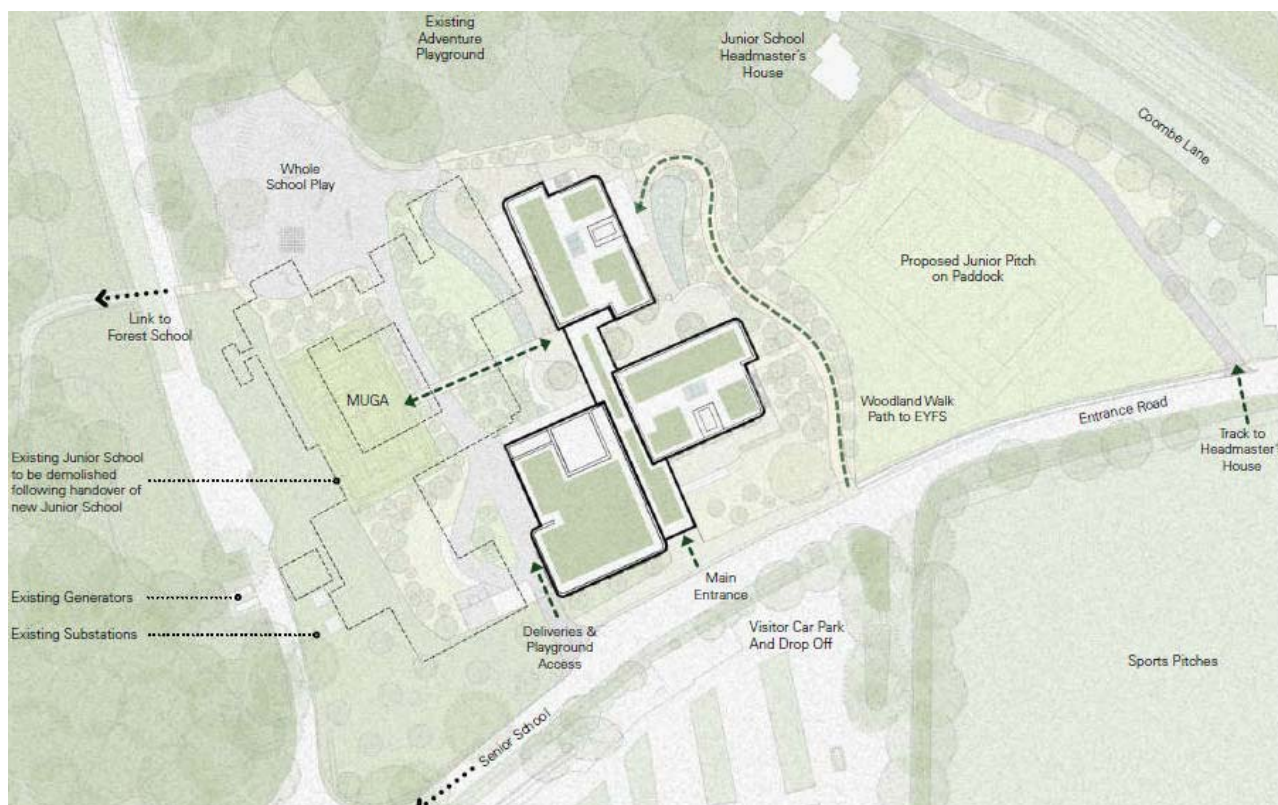 Existing
Adventure
Playground
Junior School
Headmaster's
House
Coombe Lane
Whole
School Play
Proposed Junior Pitch
on Paddock
Link to
Forest School
MUGA
Woodland Walk
Path to EYFS
Entrance Road
Track to
Headmaster's
House
Existing Junior School
to be demolished
following handover of
new Junior School
Existing Generators
Existing Substations
Main
Entrance
Deliveries &
Playground
Access
Visitor Car Park
And Drop Off
Sports Pitches
Senior School